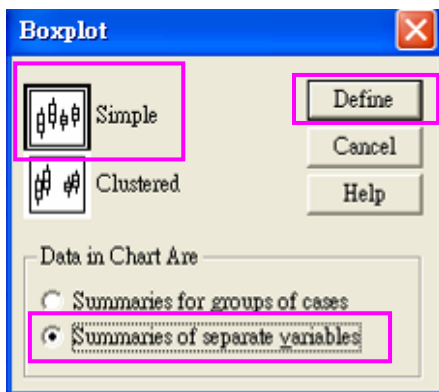 Boxplot
Simple
Define
Cancel
Clustered
Help
Data in Chart Are
Summaries for groups of cases
Summaries of separate variables